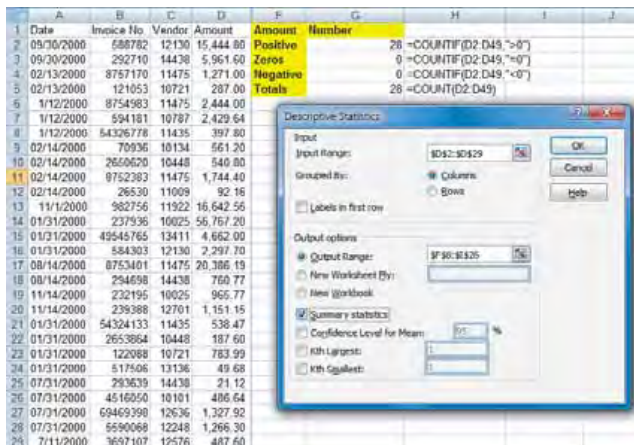 A B C D F G H I J
1 Date Invoice No. Vendor Amount Amount Number
2 09/30/2000 588782 12130 15,444.80 Positive 28 =COUNTIF(D2:D49,">0")
3 09/30/2000 292710 14438 5,961.60 Zeros 0 =COUNTIF(D2:D49,"=0")
4 02/13/2000 8757170 11475 1,271.00 Negative 0 =COUNTIF(D2:D49,"<0")
5 02/13/2000 121053 10721 287.00 Totals 28 =COUNT(D2:D49)
6 1/12/2000 8754983 11475 2,444.00
7 1/12/2000 594181 10787 2,429.64
8 1/12/2000 54326778 11435 397.80
9 02/14/2000 70936 10134 561.20
10 02/14/2000 2650620 10448 540.80
11 02/14/2000 8752383 11475 1,744.40
12 02/14/2000 26530 11009 92.16
13 11/1/2000 982756 11922 16,642.56
14 01/31/2000 237936 10025 56,767.20
15 01/31/2000 49545765 13411 4,662.00
16 01/31/2000 584303 12130 2,297.70
17 08/14/2000 8753401 11475 20,386.19
18 08/14/2000 294698 14438 760.77
19 11/14/2000 232195 10025 965.77
20 11/14/2000 239388 12701 1,151.15
21 01/31/2000 54324133 11435 538.47
22 01/31/2000 2653864 10448 187.60
23 01/31/2000 122088 10721 783.99
24 01/31/2000 517506 13136 49.68
25 07/31/2000 293639 14438 21.12
26 07/31/2000 4516050 10101 486.64
27 07/31/2000 69469398 12636 1,327.92
28 07/31/2000 5590068 12248 1,266.30
29 7/11/2000 3697107 12576 487.60
Descriptive Statistics
Input
Input Range: $D$2:$D$29
Grouped By: Columns
Rows
Labels in first row
OK
Cancel
Help
Output options
Output Range: $F$8:$I$26
New Worksheet Ply:
New Workbook
Summary statistics
Confidence Level for Mean: 95 %
Kth Largest: 1
Kth Smallest: 1